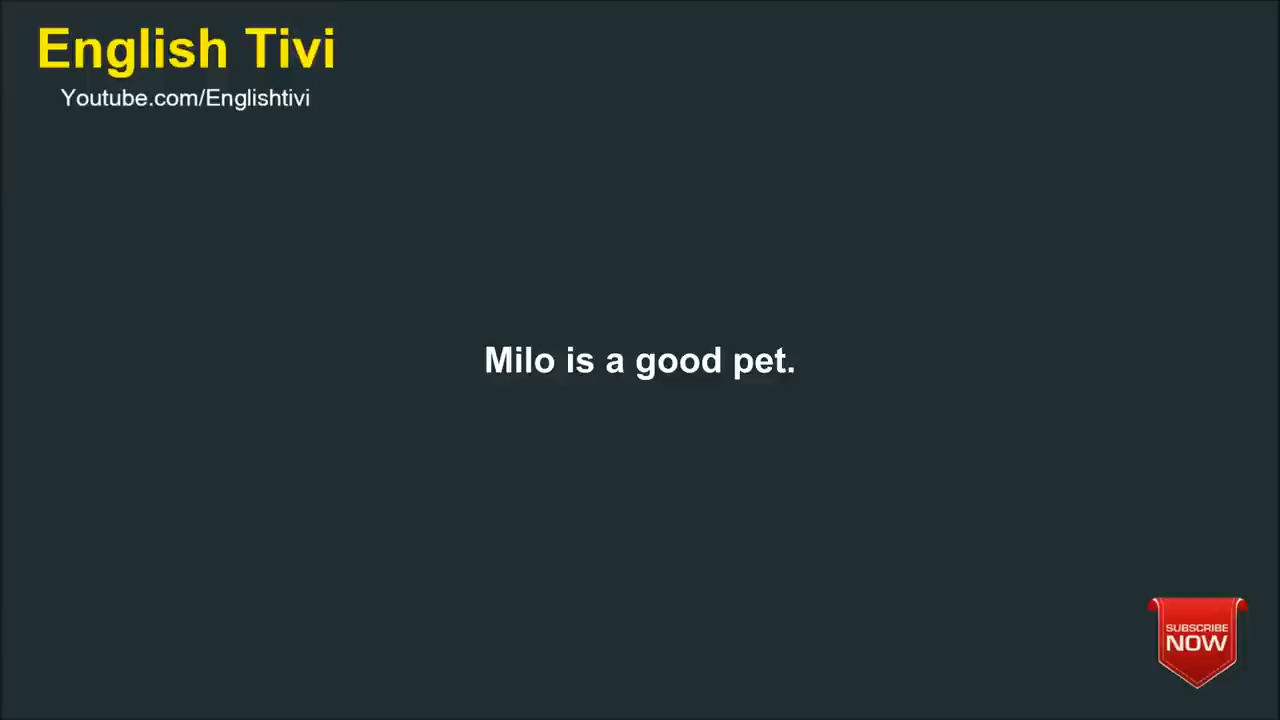 English Tivi
Youtube.com/Englishtivi
Milo is a good pet.
SUBSCRIBE
NOW